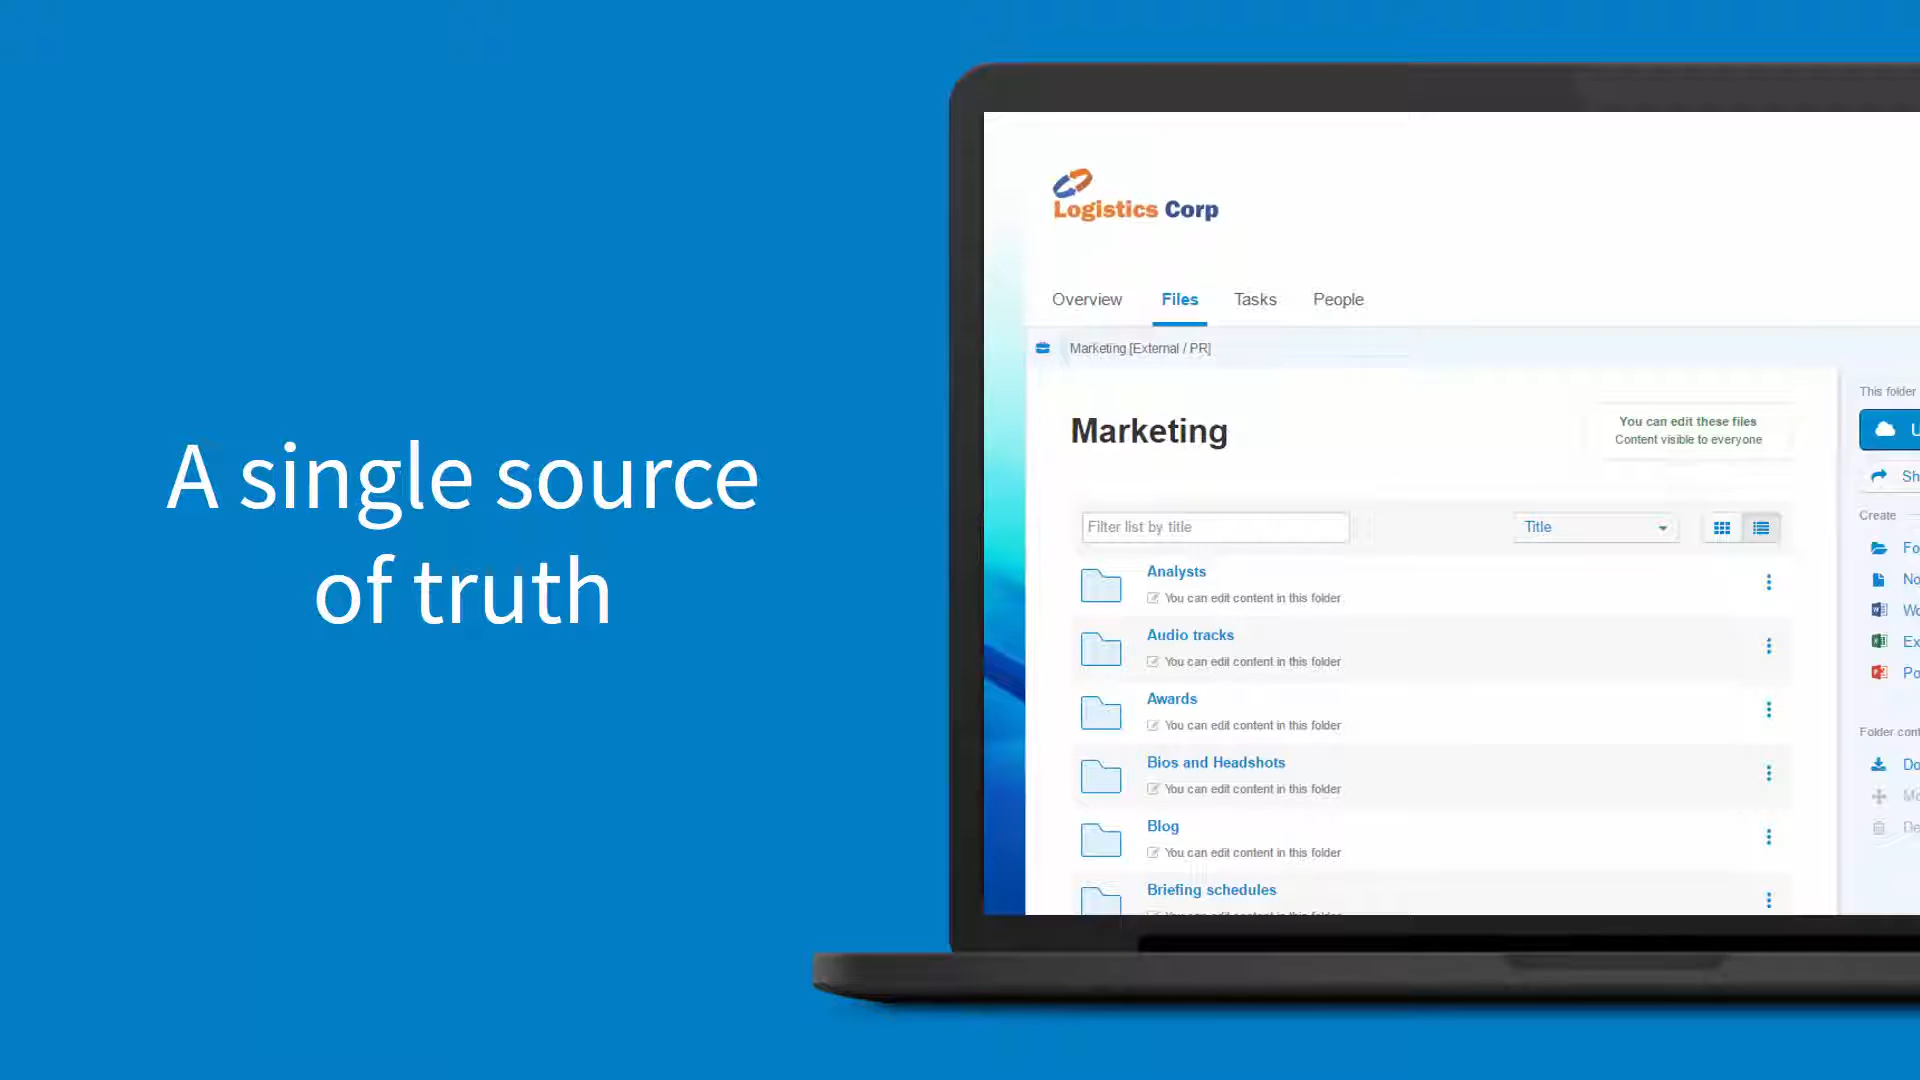 A single source
of truth
Logistics Corp
Overview Files Tasks People
Marketing [External / PR]
Marketing
You can edit these files
Content visible to everyone
This folder
Filter list by title
Title
Create
Analysts
You can edit content in this folder
Audio tracks
You can edit content in this folder
Awards
You can edit content in this folder
Bios and Headshots
You can edit content in this folder
Blog
You can edit content in this folder
Briefing schedules
Folder